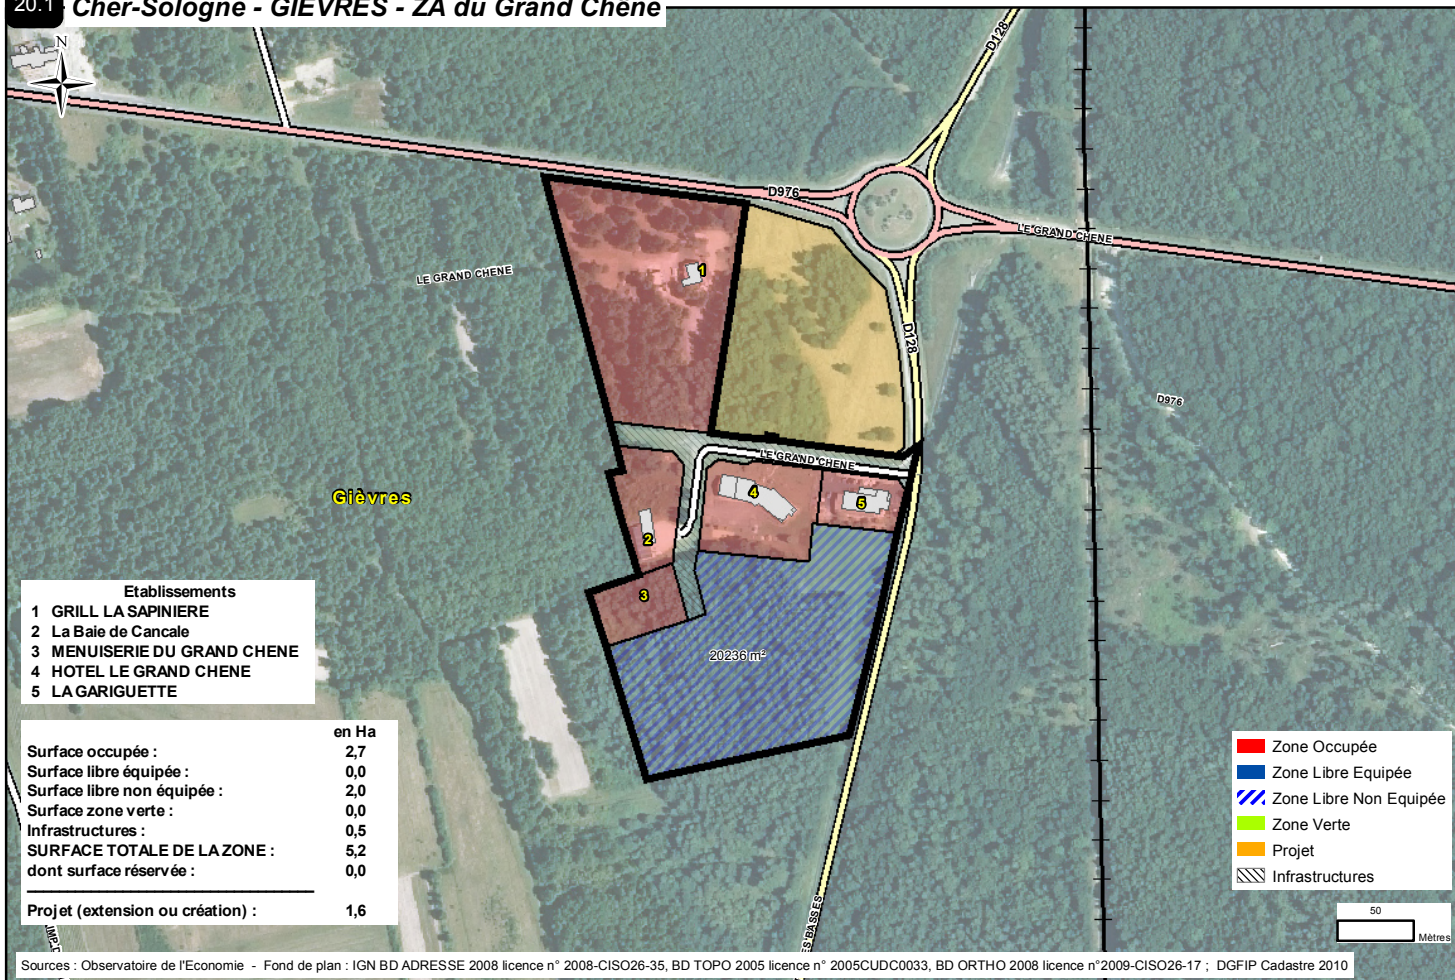 20.1 Cher-Sologne - GIEVRES - ZA du Grand Chêne
N
D128
D976
LE GRAND CHENE
LE GRAND CHENE
1
D128
D976
LE GRAND CHENE
Gièvres
4
5
2
3
20236 m²
Etablissements
1 GRILL LA SAPINIERE
2 La Baie de Cancale
3 MENUISERIE DU GRAND CHENE
4 HOTEL LE GRAND CHENE
5 LA GARIGUETTE
en Ha
Surface occupée : 2,7
Surface libre équipée : 0,0
Surface libre non équipée : 2,0
Surface zone verte : 0,0
Infrastructures : 0,5
SURFACE TOTALE DE LA ZONE : 5,2
dont surface réservée : 0,0
Projet (extension ou création) : 1,6
Zone Occupée
Zone Libre Equipée
Zone Libre Non Equipée
Zone Verte
Projet
Infrastructures
50
Mètres
Sources : Observatoire de l'Economie - Fond de plan : IGN BD ADRESSE 2008 licence n° 2008-CISO26-35, BD TOPO 2005 licence n° 2005CUDC0033, BD ORTHO 2008 licence n°2009-CISO26-17 ; DGFIP Cadastre 2010